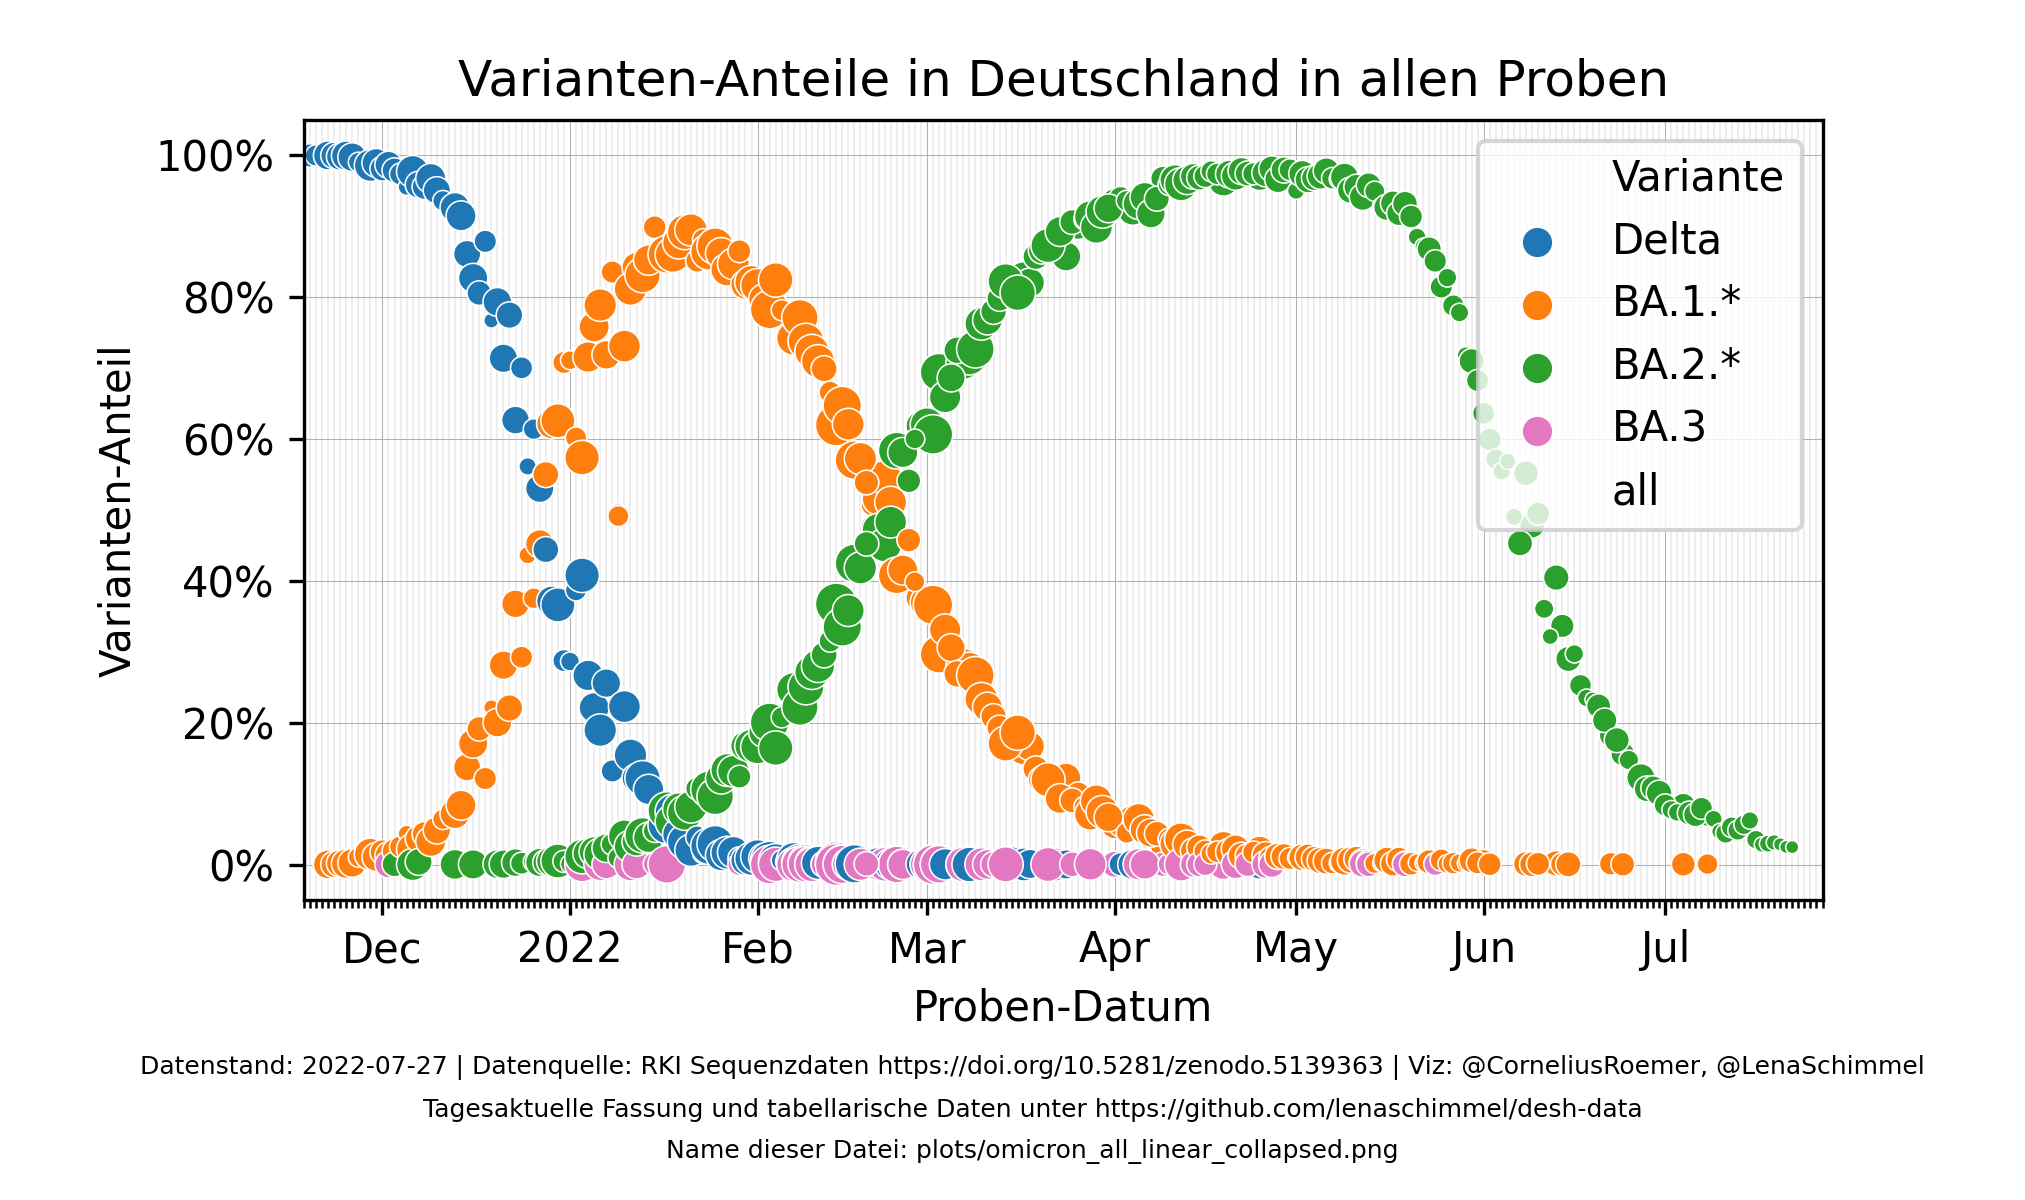 Varianten-Anteile in Deutschland in allen Proben
Varianten-Anteil
100%
80%
60%
40%
20%
0%
Variante
Delta
BA.1.*
BA.2.*
BA.3
all
Dec
2022
Feb
Mar
Apr
May
Jun
Jul
Proben-Datum
Datenstand: 2022-07-27 | Datenquelle: RKI Sequenzdaten https://doi.org/10.5281/zenodo.5139363 | Viz: @CorneliusRoemer, @LenaSchimmel
Tagesaktuelle Fassung und tabellarische Daten unter https://github.com/lenaschimmel/desh-data
Name dieser Datei: plots/omicron_all_linear_collapsed.png